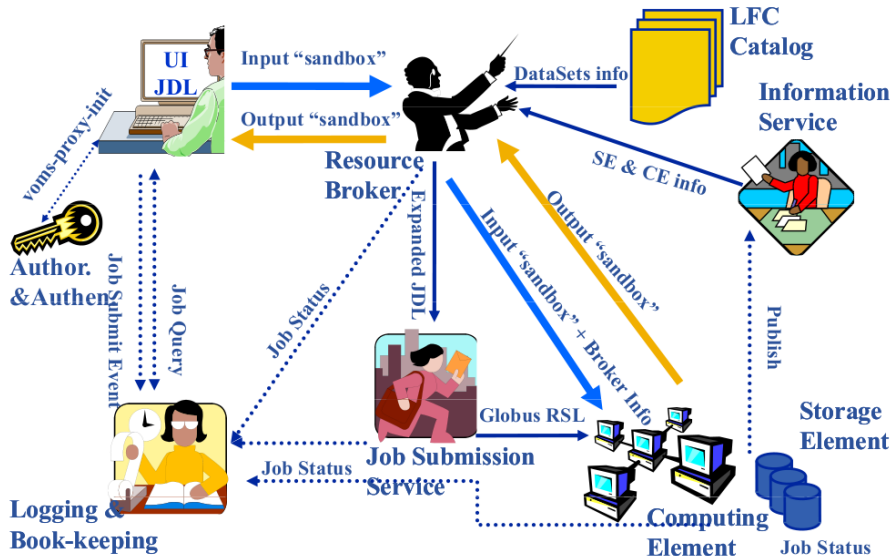 UI
JDL
Input “sandbox”
Output “sandbox”
DataSets info
LFC
Catalog
Information
Service
SE & CE info
voms-proxy-init
Resource
Broker
Author.
&Authen.
Job Submit Event
Job Query
Job Status
Expanded JDL
Input “sandbox” + Broker Info
Output “sandbox”
Publish
Globus RSL
Storage
Element
Job Submission
Service
Job Status
Logging &
Book-keeping
Computing
Element
Job Status